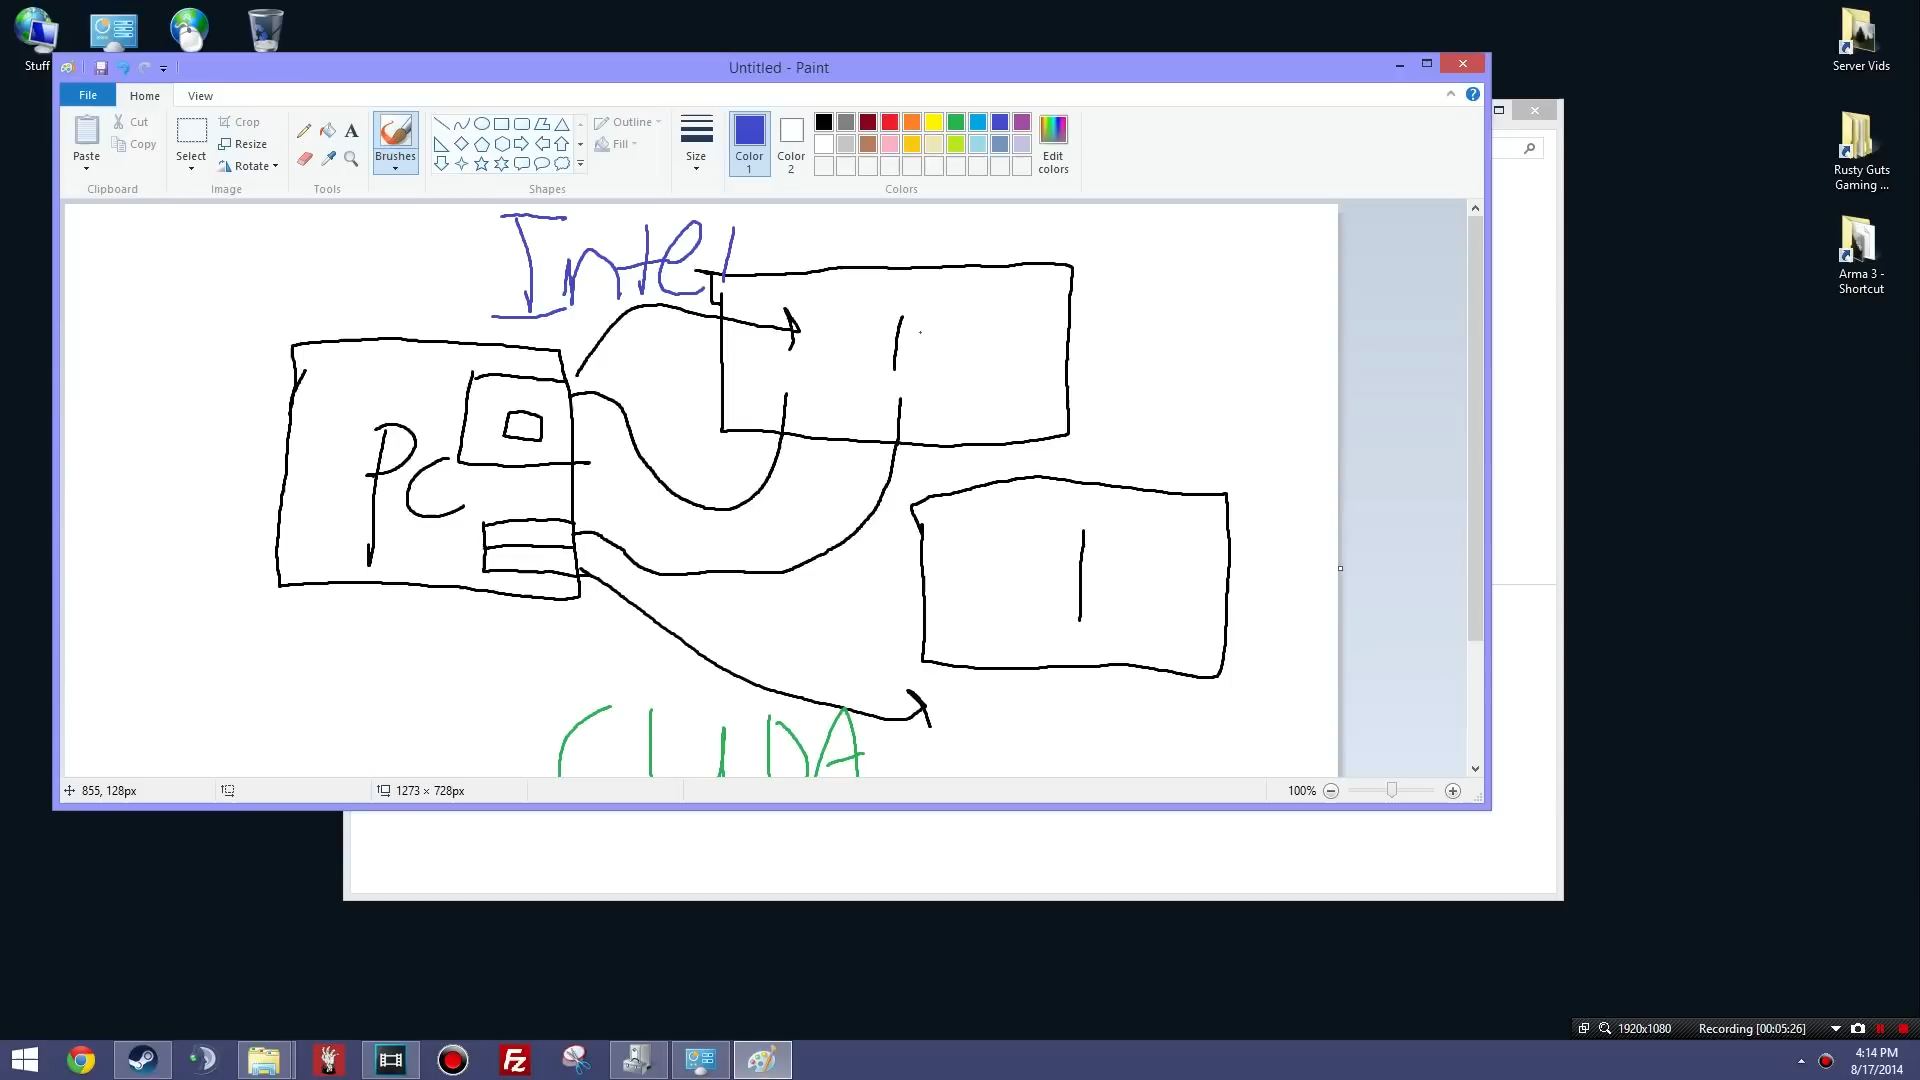 Stuff
Server Vids
Rusty Guts
Gaming ...
Arma 3 -
Shortcut
Untitled - Paint
File
Home
View
Paste
Cut
Copy
Clipboard
Select
Crop
Resize
Rotate
Image
A
Tools
Brushes
Outline
Fill
Shapes
Size
Color
1
Color
2
Edit
colors
Colors
Intel
PC
CUDA
855, 128px
1273 × 728px
100%
1920x1080
Recording [00:05:26]
Fz
4:14 PM
8/17/2014